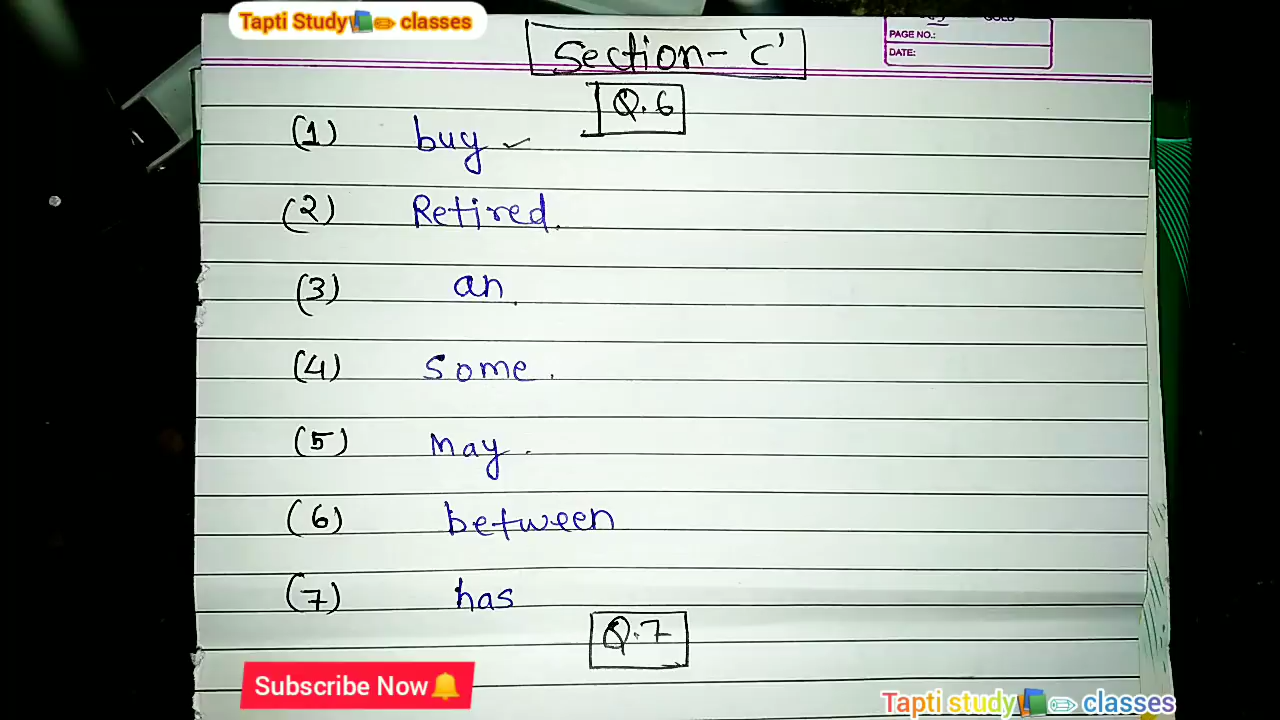 Tapti Study📚✏ classes
Section-'C'
GOLD
PAGE NO.:
DATE:
Q.6
(1) buy ✓
(2) Retired.
(3) an.
(4) Some.
(5) May.
(6) between
(7) has
Q.7
Subscribe Now🔔
Tapti study📚✏ classes